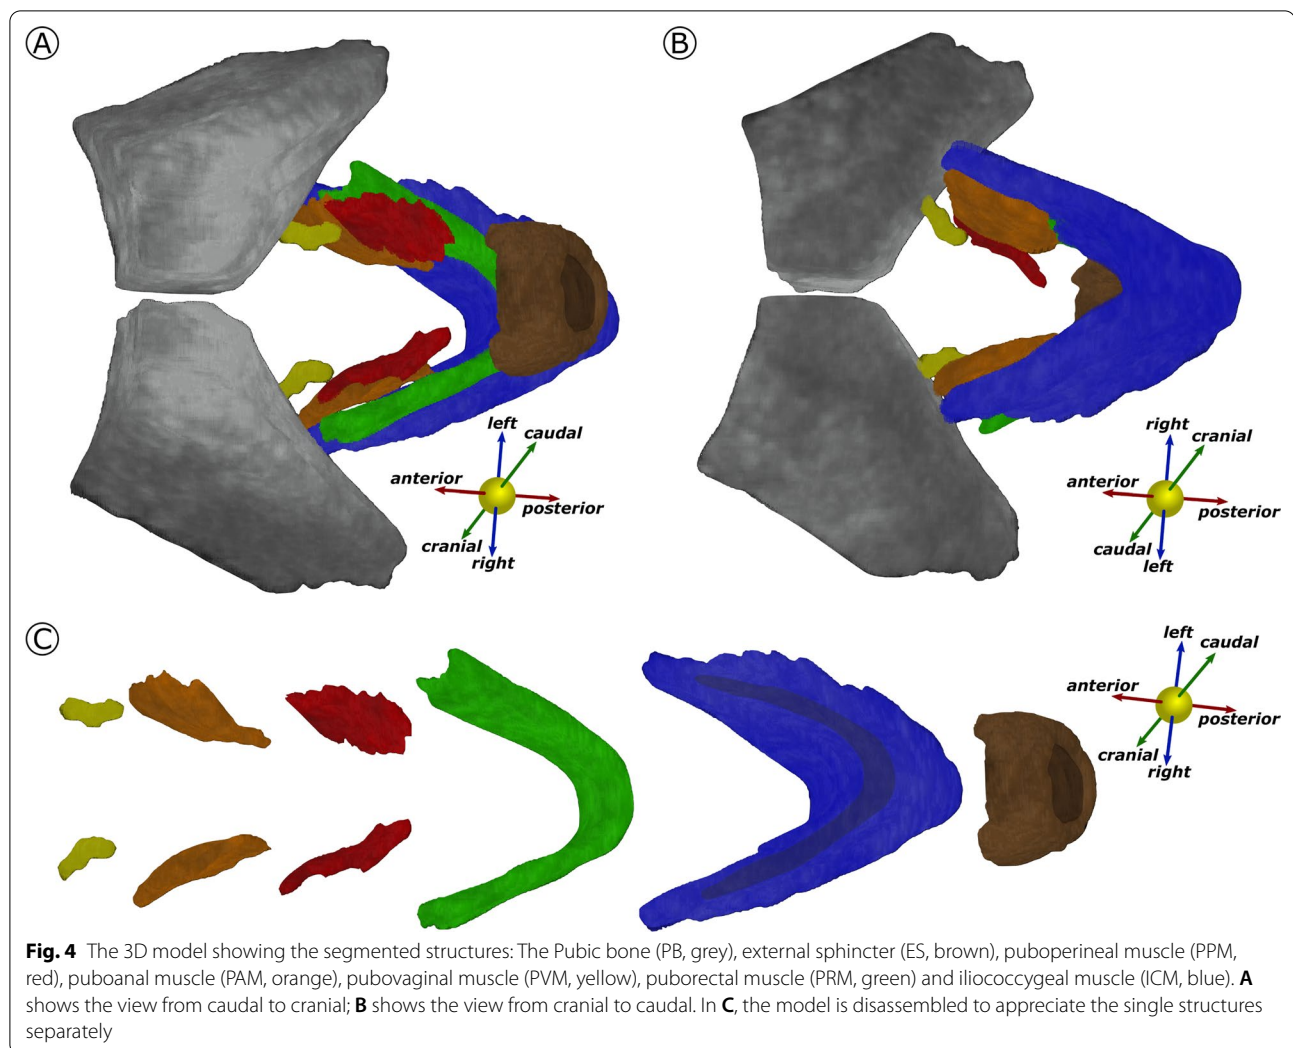 A
B
left
caudal
anterior
posterior
cranial
right
right
cranial
anterior
posterior
caudal
left
C
left
caudal
anterior
posterior
cranial
right
Fig. 4 The 3D model showing the segmented structures: The Pubic bone (PB, grey), external sphincter (ES, brown), puboperineal muscle (PPM,
red), puboanal muscle (PAM, orange), pubovaginal muscle (PVM, yellow), puborectal muscle (PRM, green) and iliococcygeal muscle (ICM, blue). A
shows the view from caudal to cranial; B shows the view from cranial to caudal. In C, the model is disassembled to appreciate the single structures
separately